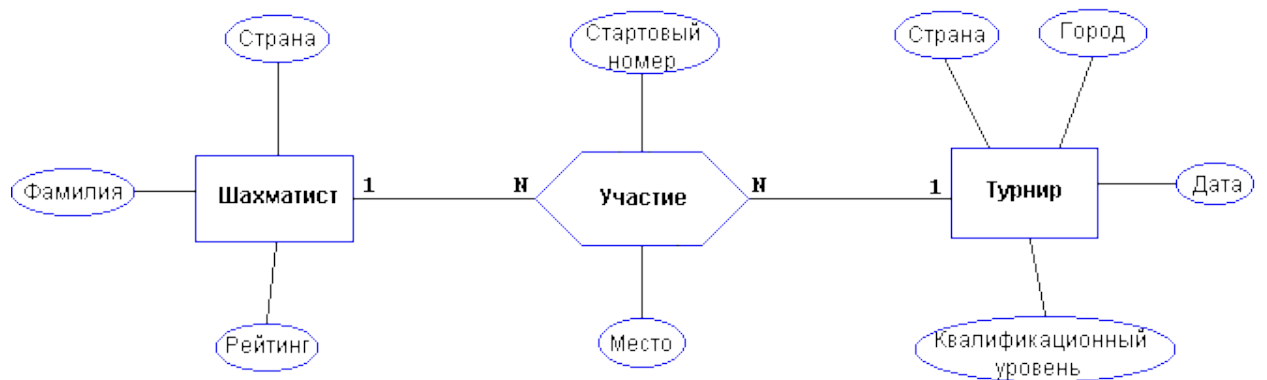 Страна
Стартовый
номер
Страна
Город
Фамилия
Шахматист
1
N
Участие
N
1
Турнир
Дата
Рейтинг
Место
Квалификационный
уровень